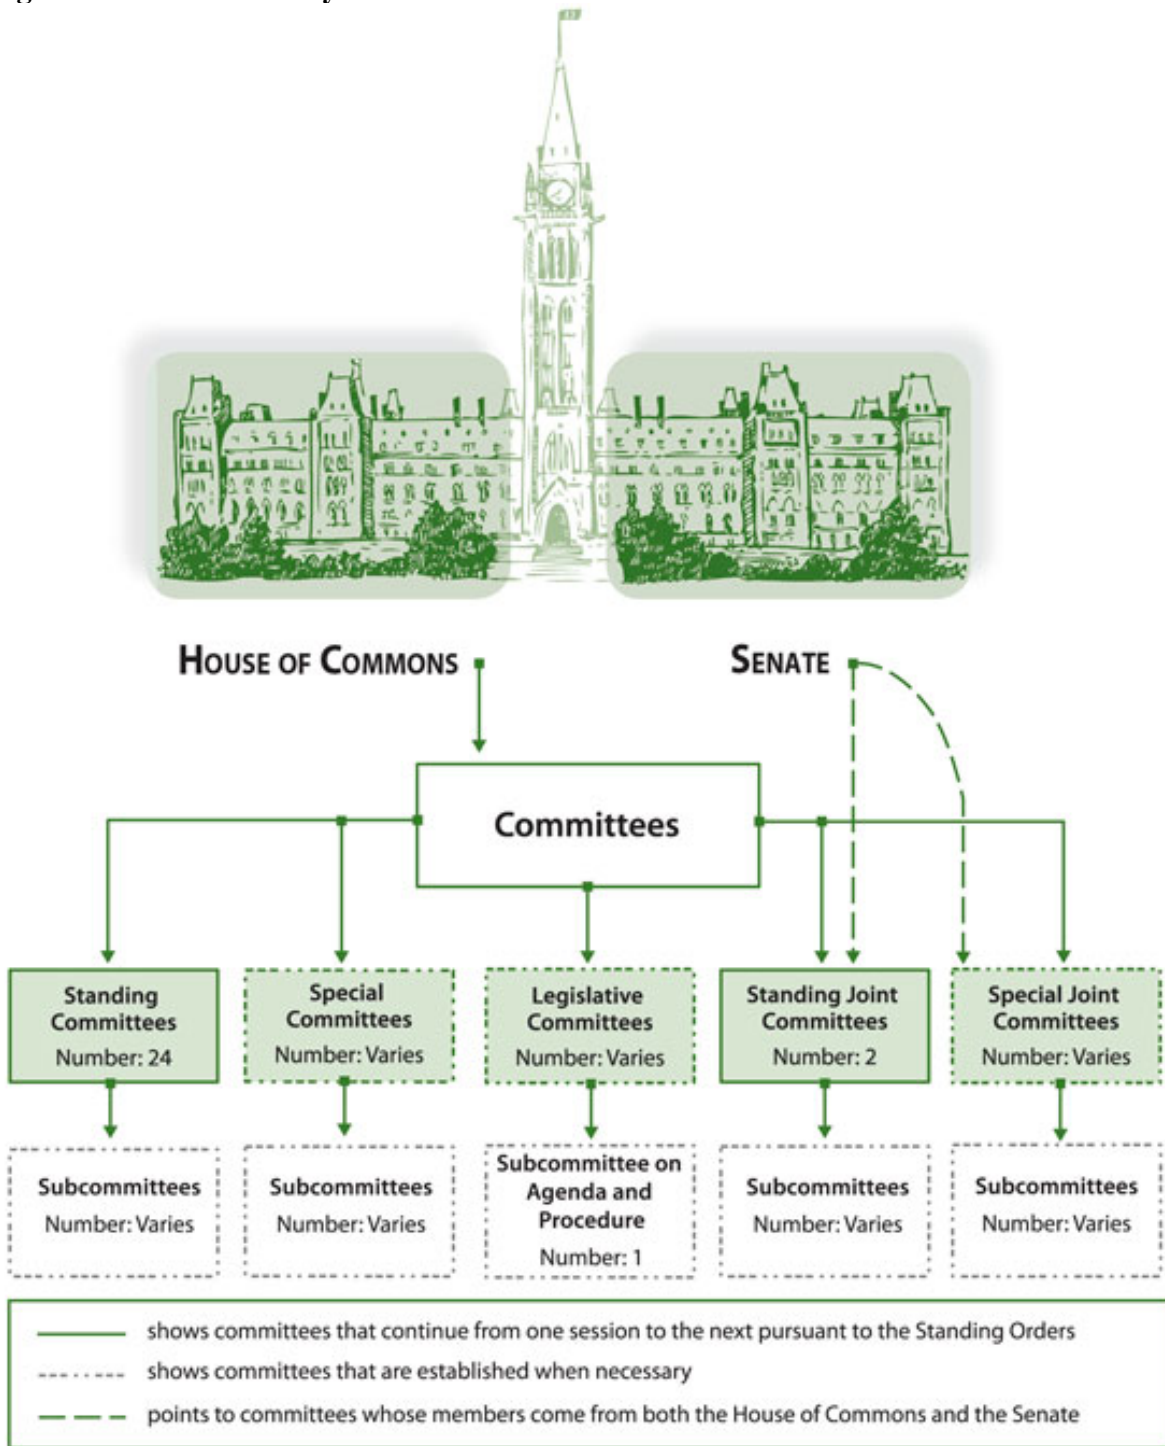 HOUSE OF COMMONS
SENATE
Committees
Standing
Committees
Number: 24
Special
Committees
Number: Varies
Legislative
Committees
Number: Varies
Standing Joint
Committees
Number: 2
Special Joint
Committees
Number: Varies
Subcommittees
Number: Varies
Subcommittees
Number: Varies
Subcommittee on
Agenda and
Procedure
Number: 1
Subcommittees
Number: Varies
Subcommittees
Number: Varies
shows committees that continue from one session to the next pursuant to the Standing Orders
shows committees that are established when necessary
points to committees whose members come from both the House of Commons and the Senate